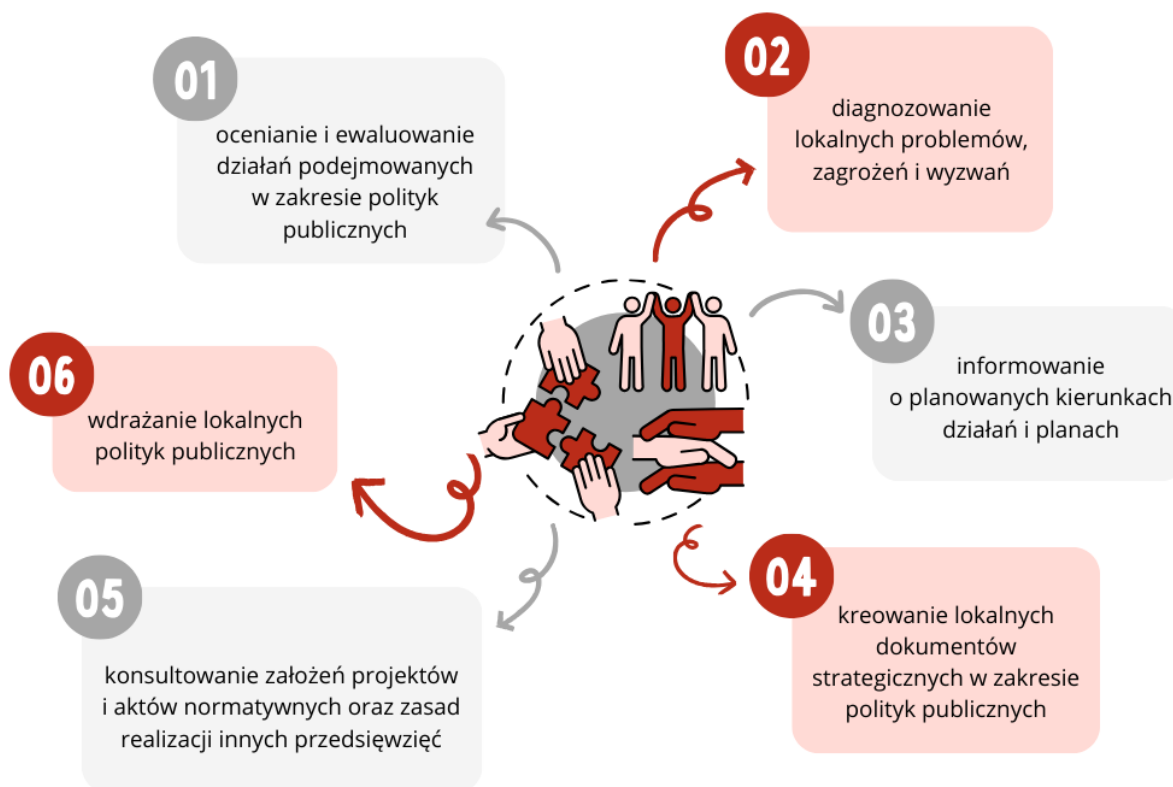 01
ocenianie i ewaluowanie
działań podejmowanych
w zakresie polityk
publicznych
02
diagnozowanie
lokalnych problemów,
zagrożeń i wyzwań
03
informowanie
o planowanych kierunkach
działań i planach
04
kreowanie lokalnych
dokumentów
strategicznych w zakresie
polityk publicznych
05
konsultowanie założeń projektów
i aktów normatywnych oraz zasad
realizacji innych przedsięwzięć
06
wdrażanie lokalnych
polityk publicznych